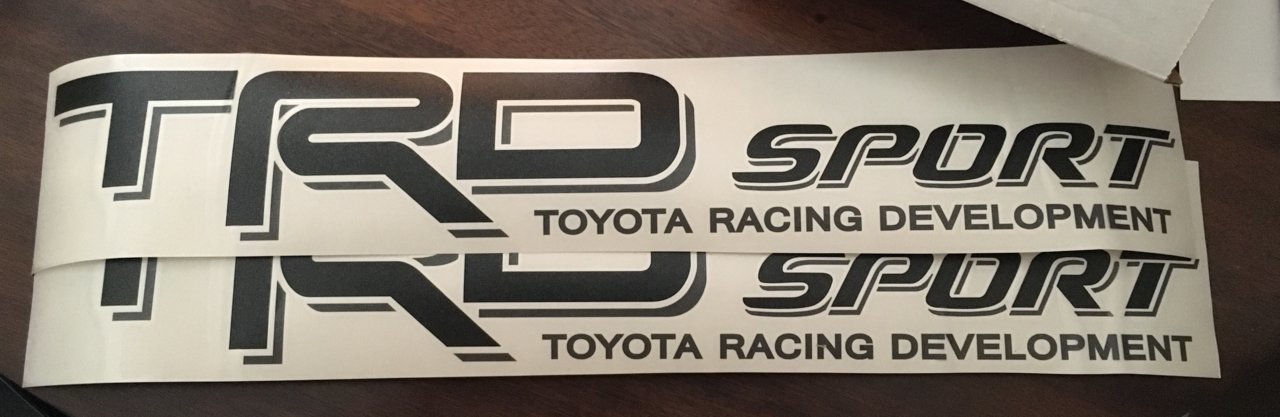 TRD SPORT
TOYOTA RACING DEVELOPMENT
TRD SPORT
TOYOTA RACING DEVELOPMENT